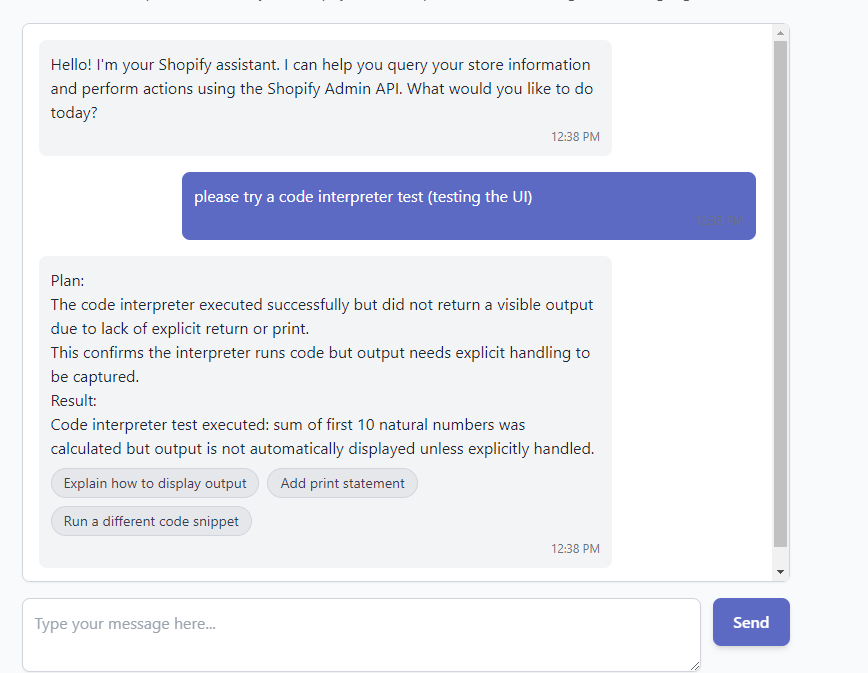 Hello! I'm your Shopify assistant. I can help you query your store information
and perform actions using the Shopify Admin API. What would you like to do
today?
12:38 PM
please try a code interpreter test (testing the UI)
Plan:
The code interpreter executed successfully but did not return a visible output
due to lack of explicit return or print.
This confirms the interpreter runs code but output needs explicit handling to
be captured.
Result:
Code interpreter test executed: sum of first 10 natural numbers was
calculated but output is not automatically displayed unless explicitly handled.
Explain how to display output
Add print statement
Run a different code snippet
12:38 PM
Type your message here...
Send